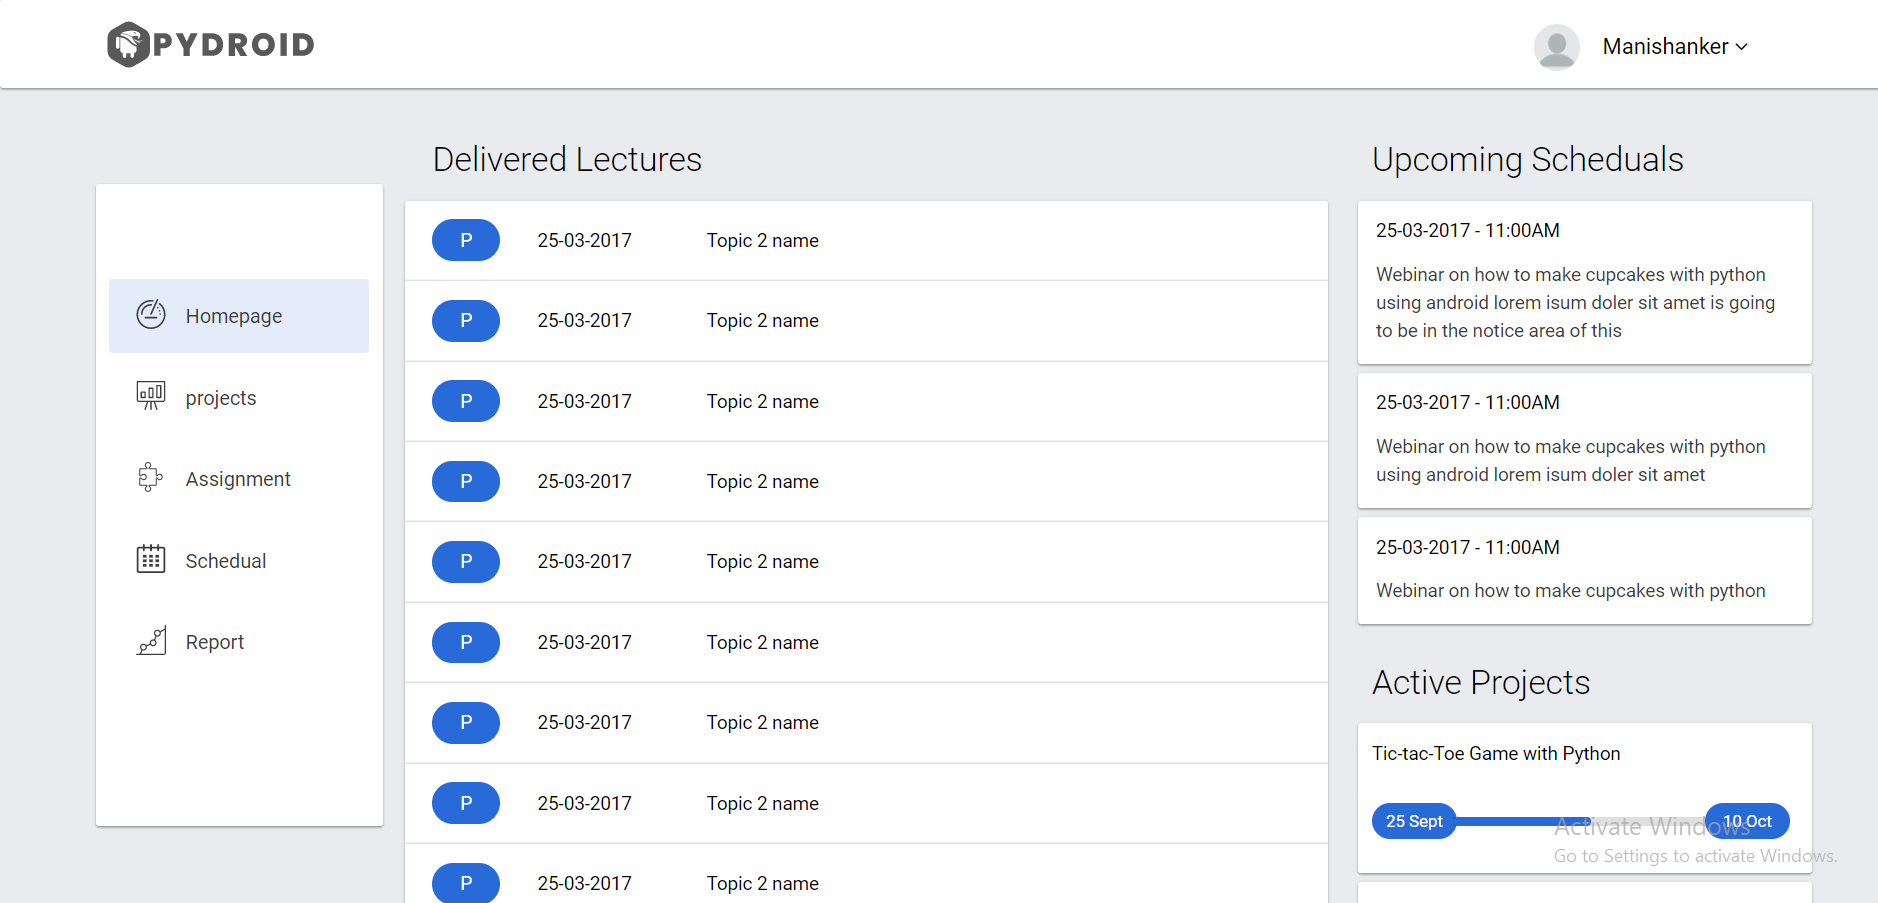 PYDROID
Manishanker
Homepage
projects
Assignment
Schedual
Report
Delivered Lectures
P 25-03-2017 Topic 2 name
P 25-03-2017 Topic 2 name
P 25-03-2017 Topic 2 name
P 25-03-2017 Topic 2 name
P 25-03-2017 Topic 2 name
P 25-03-2017 Topic 2 name
P 25-03-2017 Topic 2 name
P 25-03-2017 Topic 2 name
P 25-03-2017 Topic 2 name
Upcoming Scheduals
25-03-2017 - 11:00AM
Webinar on how to make cupcakes with python
using android lorem isum doler sit amet is going
to be in the notice area of this
25-03-2017 - 11:00AM
Webinar on how to make cupcakes with python
using android lorem isum doler sit amet
25-03-2017 - 11:00AM
Webinar on how to make cupcakes with python
Active Projects
Tic-tac-Toe Game with Python
25 Sept 10 Oct
Activate Windows
Go to Settings to activate Windows.